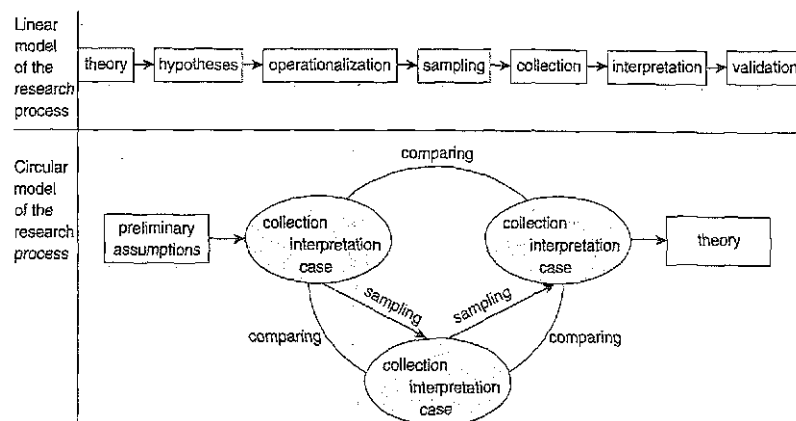 Linear
model
of the
research
process
theory
hypotheses
operationalization
sampling
collection
interpretation
validation
Circular
model
of the
research
process
preliminary
assumptions
collection
interpretation
case
comparing
collection
interpretation
case
theory
sampling
sampling
comparing
comparing
collection
interpretation
case